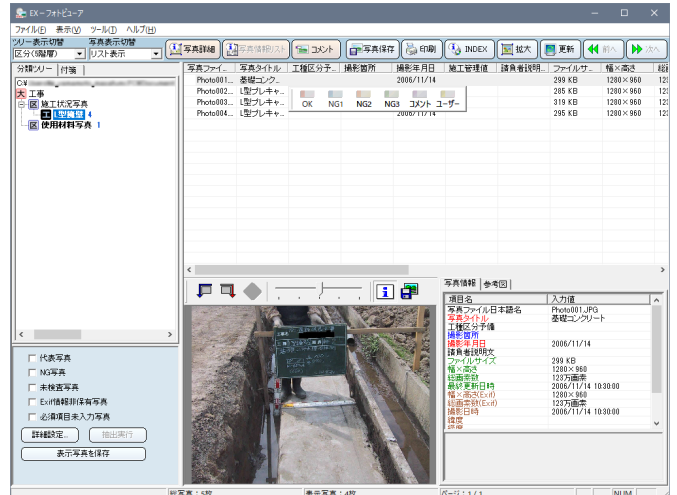 EX-フォトビューア
ファイル(F) 表示(V) ツール(T) ヘルプ(H)
ツリー表示切替 写真表示切替
区分(5階層) リスト表示 写真詳細 写真情報リスト コメント 写真保存 印刷 INDEX 拡大 更新 前へ 次へ
分類ツリー 付箋
写真ファイ... 写真タイトル 工種区分予... 撮影箇所 撮影年月日 施工管理値 請負者説明... ファイルサ... 幅×高さ 総
Photo001... 基礎コンク... 2006/11/14 299 KB 1280×960 123
Photo002... L型プレキャ... 285 KB 1280×960 123
Photo003... L型プレキャ... 319 KB 1280×960 123
Photo004... L型プレキャ... 2006/11/14 295 KB 1280×960 123
OK NG1 NG2 NG3 コメント ユーザー
C:¥
大 工事
区 施工状況写真
工 L型擁壁 4
区 使用材料写真 1
代表写真
NG写真
未検査写真
Exif情報非保有写真
必須項目未入力写真
詳細設定... 抽出実行
表示写真を保存
写真情報 参考図
項目名 入力値
写真ファイル日本語名 Photo001.JPG
写真タイトル 基礎コンクリート
工種区分予備
撮影箇所
撮影年月日 2006/11/14
請負者説明文
ファイルサイズ 299 KB
幅×高さ 1280×960
総画素数 123万画素
最終更新日時 2006/11/14 10:30:00
幅×高さ(Exif) 1280×960
総画素数(Exif) 123万画素
撮影日時 2006/11/14 10:30:00
緯度
経度
総写真：5枚 表示写真：4枚 ページ：1/1 NUM